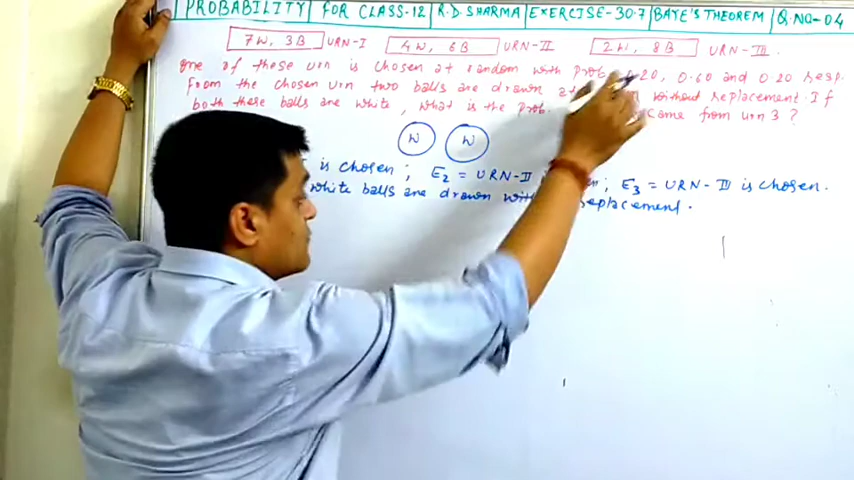 PROBABILITY FOR CLASS-12 R.D. SHARMA EXERCISE-30.7 BAYE'S THEOREM Q.NO-04
7W, 3B URN-I 4W, 6B URN-II 2W, 8B URN-III
one of these urn is chosen at random with prob. 0.20, 0.60 and 0.20 resp.
From the chosen urn two balls are drawn at without replacement. If
both these balls are white, what is the prob. came from urn 3?
W W
is chosen; E2 = URN-II E3 = URN-III is chosen.
white balls are drawn replacement.